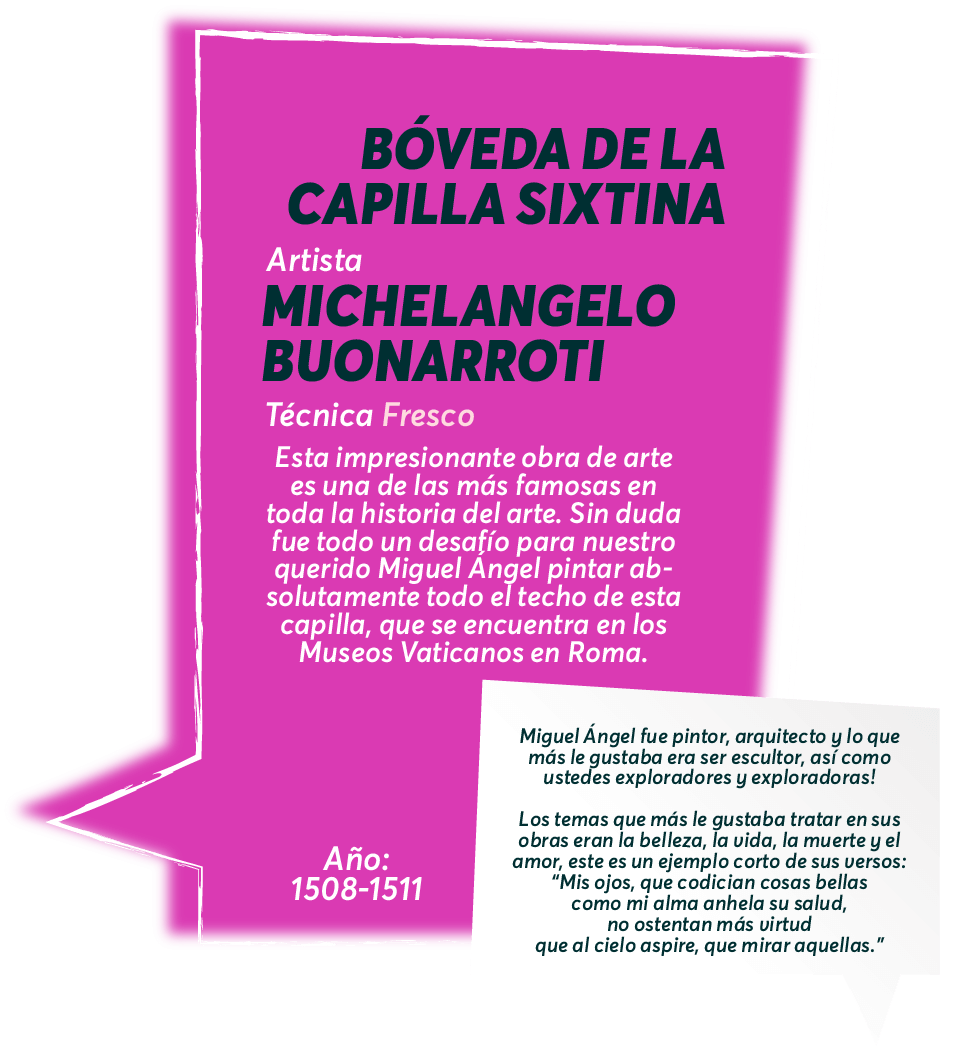 BÓVEDA DE LA
CAPILLA SIXTINA
Artista
MICHELANGELO
BUONARROTI
Técnica Fresco
Esta impresionante obra de arte
es una de las más famosas en
toda la historia del arte. Sin duda
fue todo un desafío para nuestro
querido Miguel Ángel pintar ab-
solutamente todo el techo de esta
capilla, que se encuentra en los
Museos Vaticanos en Roma.
Año:
1508-1511
Miguel Ángel fue pintor, arquitecto y lo que
más le gustaba era ser escultor, así como
ustedes exploradores y exploradoras!
Los temas que más le gustaba tratar en sus
obras eran la belleza, la vida, la muerte y el
amor, este es un ejemplo corto de sus versos:
“Mis ojos, que codician cosas bellas
como mi alma anhela su salud,
no ostentan más virtud
que al cielo aspire, que mirar aquellas.”